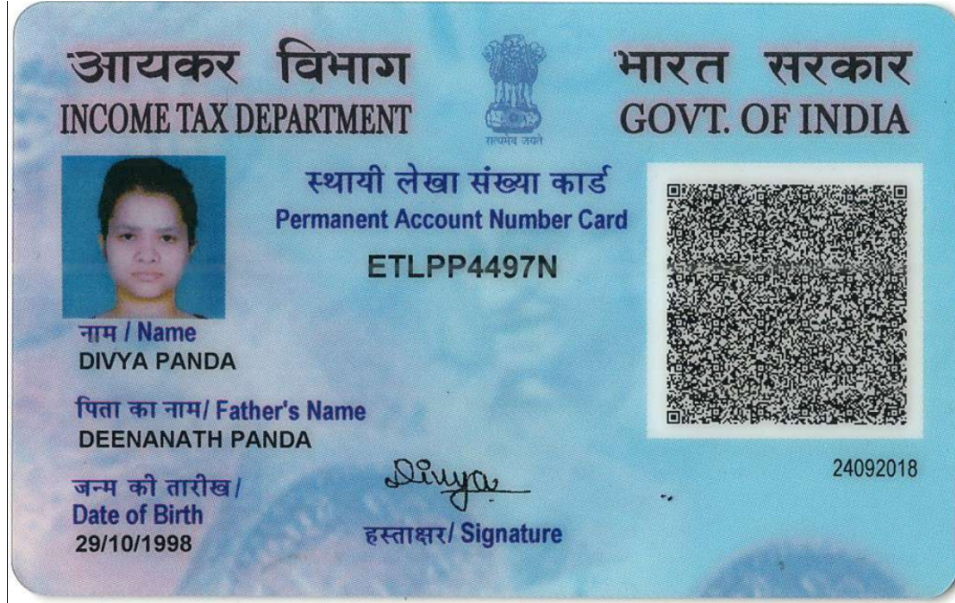 आयकर विभाग
INCOME TAX DEPARTMENT
सत्यमेव जयते
भारत सरकार
GOVT. OF INDIA
स्थायी लेखा संख्या कार्ड
Permanent Account Number Card
ETLPP4497N
नाम / Name
DIVYA PANDA
पिता का नाम/ Father's Name
DEENANATH PANDA
जन्म की तारीख/
Date of Birth
29/10/1998
Divya
हस्ताक्षर/ Signature
24092018